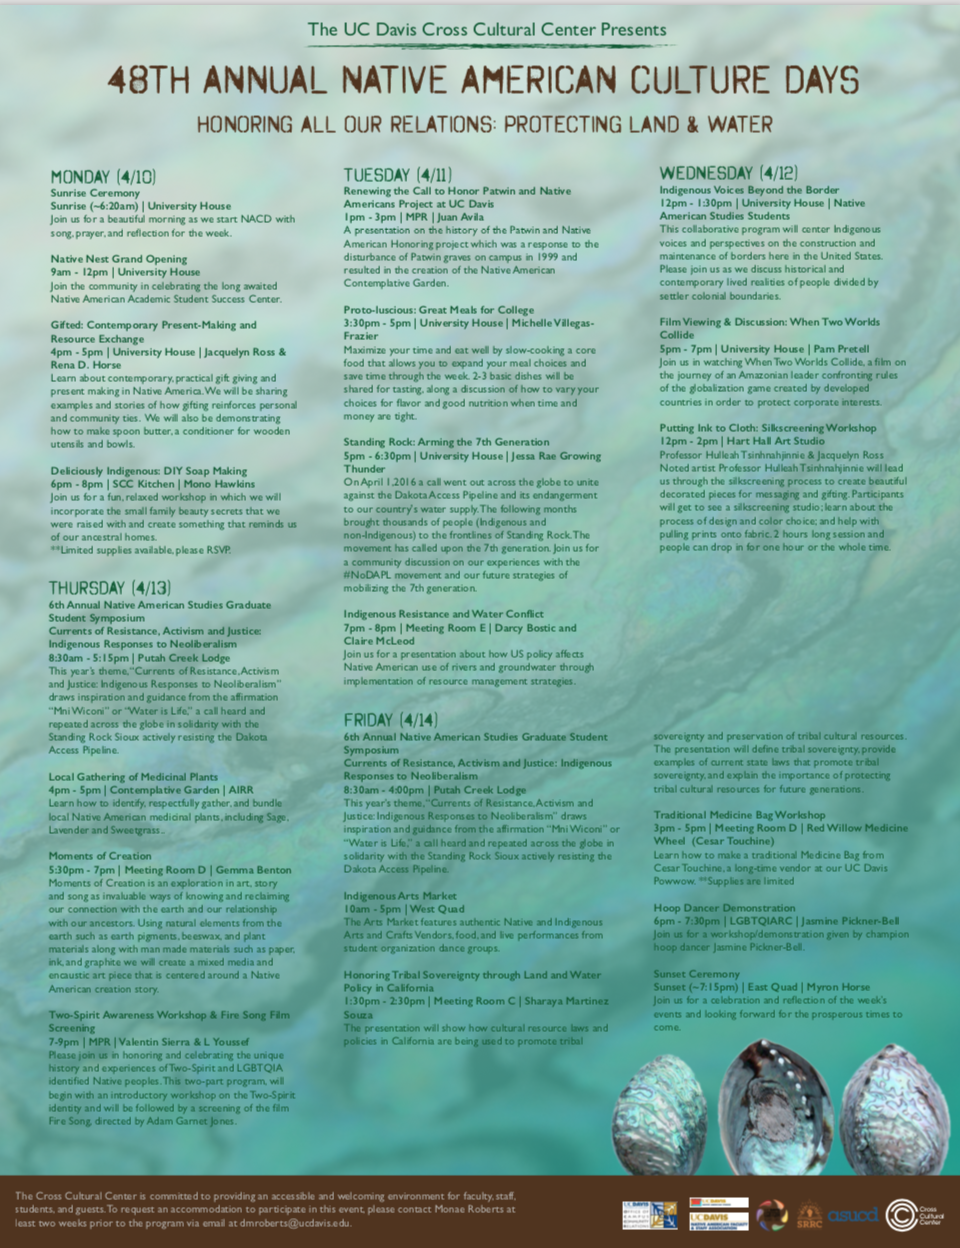 The UC Davis Cross Cultural Center Presents
48TH ANNUAL NATIVE AMERICAN CULTURE DAYS
HONORING ALL OUR RELATIONS: PROTECTING LAND & WATER
MONDAY (4/10)
Sunrise Ceremony
Sunrise (~6:20am) | University House
Join us for a beautiful morning as we start NACD with
song, prayer, and reflection for the week.
Native Nest Grand Opening
9am - 12pm | University House
Join the community in celebrating the long awaited
Native American Academic Student Success Center.
Gifted: Contemporary Present-Making and
Resource Exchange
4pm - 5pm | University House | Jacquelyn Ross &
Rena D. Horse
Learn about contemporary, practical gift giving and
present making in Native America. We will be sharing
examples and stories of how gifting reinforces personal
and community ties. We will also be demonstrating
how to make spoon butter, a conditioner for wooden
utensils and bowls.
Deliciously Indigenous: DIY Soap Making
6pm - 8pm | SCC Kitchen | Mono Hawkins
Join us for a fun, relaxed workshop in which we will
incorporate the small family beauty secrets that we
were raised with and create something that reminds us
of our ancestral homes.
**Limited supplies available, please RSVP.
TUESDAY (4/11)
Renewing the Call to Honor Patwin and Native
Americans Project at UC Davis
1pm - 3pm | MPR | Juan Avila
A presentation on the history of the Patwin and Native
American Honoring project which was a response to the
disturbance of Patwin graves on campus in 1999 and
resulted in the creation of the Native American
Contemplative Garden.
Proto-luscious: Great Meals for College
3:30pm - 5pm | University House | Michelle Villegas-
Frazier
Maximize your time and eat well by slow-cooking a core
food that allows you to expand your meal choices and
save time through the week. 2-3 basic dishes will be
shared for tasting, along a discussion of how to vary your
choices for flavor and good nutrition when time and
money are tight.
Standing Rock: Arming the 7th Generation
5pm - 6:30pm | University House | Jessa Rae Growing
Thunder
On April 1, 2016 a call went out across the globe to unite
against the Dakota Access Pipeline and its endangerment
to our country's water supply. The following months
brought thousands of people (Indigenous and
non-Indigenous) to the frontlines of Standing Rock. The
movement has called upon the 7th generation. Join us for
a community discussion on our experiences with the
#NoDAPL movement and our future strategies of
mobilizing the 7th generation.
Indigenous Resistance and Water Conflict
7pm - 8pm | Meeting Room E | Darcy Bostic and
Claire McLeod
Join us for a presentation about how US policy affects
Native American use of rivers and groundwater through
implementation of resource management strategies.
WEDNESDAY (4/12)
Indigenous Voices Beyond the Border
12pm - 1:30pm | University House | Native
American Studies Students
This collaborative program will center Indigenous
voices and perspectives on the construction and
maintenance of borders here in the United States.
Please join us as we discuss historical and
contemporary lived realities of people divided by
settler colonial boundaries.
Film Viewing & Discussion: When Two Worlds
Collide
5pm - 7pm | University House | Pam Pretell
Join us in watching When Two Worlds Collide, a film on
the journey of an Amazonian leader confronting rules
of the globalization game created by developed
countries in order to protect corporate interests.
Putting Ink to Cloth: Silkscreening Workshop
12pm - 2pm | Hart Hall Art Studio
Professor Hulleah Tsinhnahjinnie & Jacquelyn Ross
Noted artist Professor Hulleah Tsinhnahjinnie will lead
us through the silkscreening process to create beautiful
decorated pieces for messaging and gifting. Participants
will get to see a silkscreening studio; learn about the
process of design and color choice; and help with
pulling prints onto fabric. 2 hours long session and
people can drop in for one hour or the whole time.
THURSDAY (4/13)
6th Annual Native American Studies Graduate
Student Symposium
Currents of Resistance, Activism and Justice:
Indigenous Responses to Neoliberalism
8:30am - 5:15pm | Putah Creek Lodge
This year's theme, "Currents of Resistance, Activism
and Justice: Indigenous Responses to Neoliberalism"
draws inspiration and guidance from the affirmation
"Mni Wiconi" or "Water is Life," a call heard and
repeated across the globe in solidarity with the
Standing Rock Sioux actively resisting the Dakota
Access Pipeline.
Local Gathering of Medicinal Plants
4pm - 5pm | Contemplative Garden | AIRR
Learn how to identify, respectfully gather, and bundle
local Native American medicinal plants, including Sage,
Lavender and Sweetgrass.
Moments of Creation
5:30pm - 7pm | Meeting Room D | Gemma Benton
Moments of Creation is an exploration in art, story
and song as invaluable ways of knowing and reclaiming
our connection with the earth and our relationship
with our ancestors. Using natural elements from the
earth such as earth pigments, beeswax, and plant
materials along with man made materials such as paper,
ink, and graphite we will create a mixed media and
encaustic art piece that is centered around a Native
American creation story.
Two-Spirit Awareness Workshop & Fire Song Film
Screening
7-9pm | MPR | Valentin Sierra & L Youssef
Please join us in honoring and celebrating the unique
history and experiences of Two-Spirit and LGBTQIA
identified Native peoples. This two-part program, will
begin with an introductory workshop on the Two-Spirit
identity and will be followed by a screening of the film
Fire Song, directed by Adam Garnet Jones.
FRIDAY (4/14)
6th Annual Native American Studies Graduate Student
Symposium
Currents of Resistance, Activism and Justice: Indigenous
Responses to Neoliberalism
8:30am - 4:00pm | Putah Creek Lodge
This year's theme, "Currents of Resistance, Activism and
Justice: Indigenous Responses to Neoliberalism" draws
inspiration and guidance from the affirmation "Mni Wiconi" or
"Water is Life," a call heard and repeated across the globe in
solidarity with the Standing Rock Sioux actively resisting the
Dakota Access Pipeline.
Indigenous Arts Market
10am - 5pm | West Quad
The Arts Market features authentic Native and Indigenous
Arts and Crafts Vendors, food, and live performances from
student organization dance groups.
Honoring Tribal Sovereignty through Land and Water
Policy in California
1:30pm - 2:30pm | Meeting Room C | Sharaya Martinez
Souza
The presentation will show how cultural resource laws and
policies in California are being used to promote tribal
sovereignty and preservation of tribal cultural resources.
The presentation will define tribal sovereignty, provide
examples of current state laws that promote tribal
sovereignty, and explain the importance of protecting
tribal cultural resources for future generations.
Traditional Medicine Bag Workshop
3pm - 5pm | Meeting Room D | Red Willow Medicine
Wheel (Cesar Touchine)
Learn how to make a traditional Medicine Bag from
Cesar Touchine, a long-time vendor at our UC Davis
Powwow. **Supplies are limited
Hoop Dancer Demonstration
6pm - 7:30pm | LGBTQIARC | Jasmine Pickner-Bell
Join us for a workshop/demonstration given by champion
hoop dancer Jasmine Pickner-Bell.
Sunset Ceremony
Sunset (~7:15pm) | East Quad | Myron Horse
Join us for a celebration and reflection of the week's
events and looking forward for the prosperous times to
come.
The Cross Cultural Center is committed to providing an accessible and welcoming environment for faculty, staff,
students, and guests. To request an accommodation to participate in this event, please contact Monae Roberts at
least two weeks prior to the program via email at dmroberts@ucdavis.edu.
UC DAVIS
UC DAVIS
UC DAVIS
SRRC
asucd
Cross
Cultural
Center